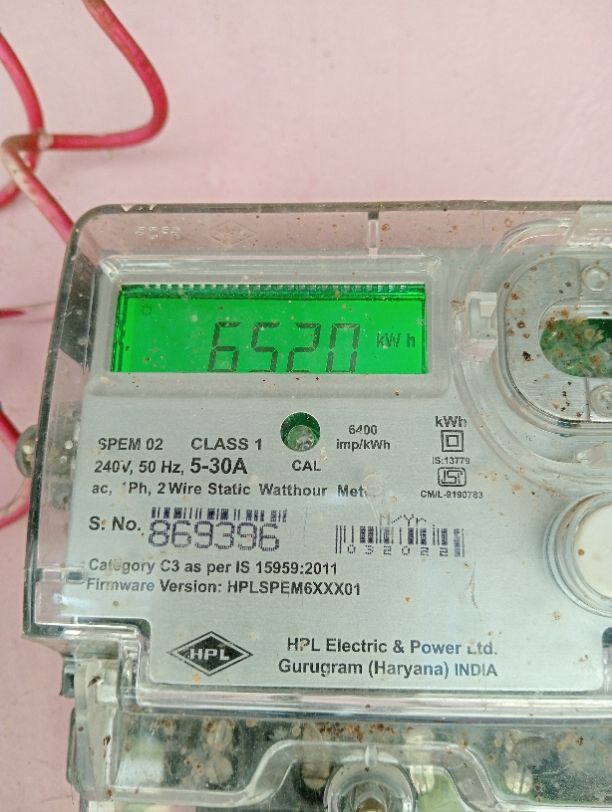 6520 kWh
SPEM 02 CLASS 1
6400 imp/kWh
kWh
240V, 50 Hz, 5-30A
CAL
IS:13779
CM/L-9190783
ac, 1Ph, 2 Wire Static Watthour
S. No. 869396
M/Yr.
032022
Category C3 as per IS 15959:2011
Firmware Version: HPLSPEM6XXX01
HPL
HPL Electric & Power Ltd.
Gurugram (Haryana) INDIA